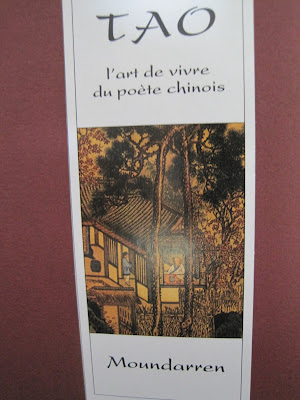 TAO
l'art de vivre
du poète chinois
Moundarren